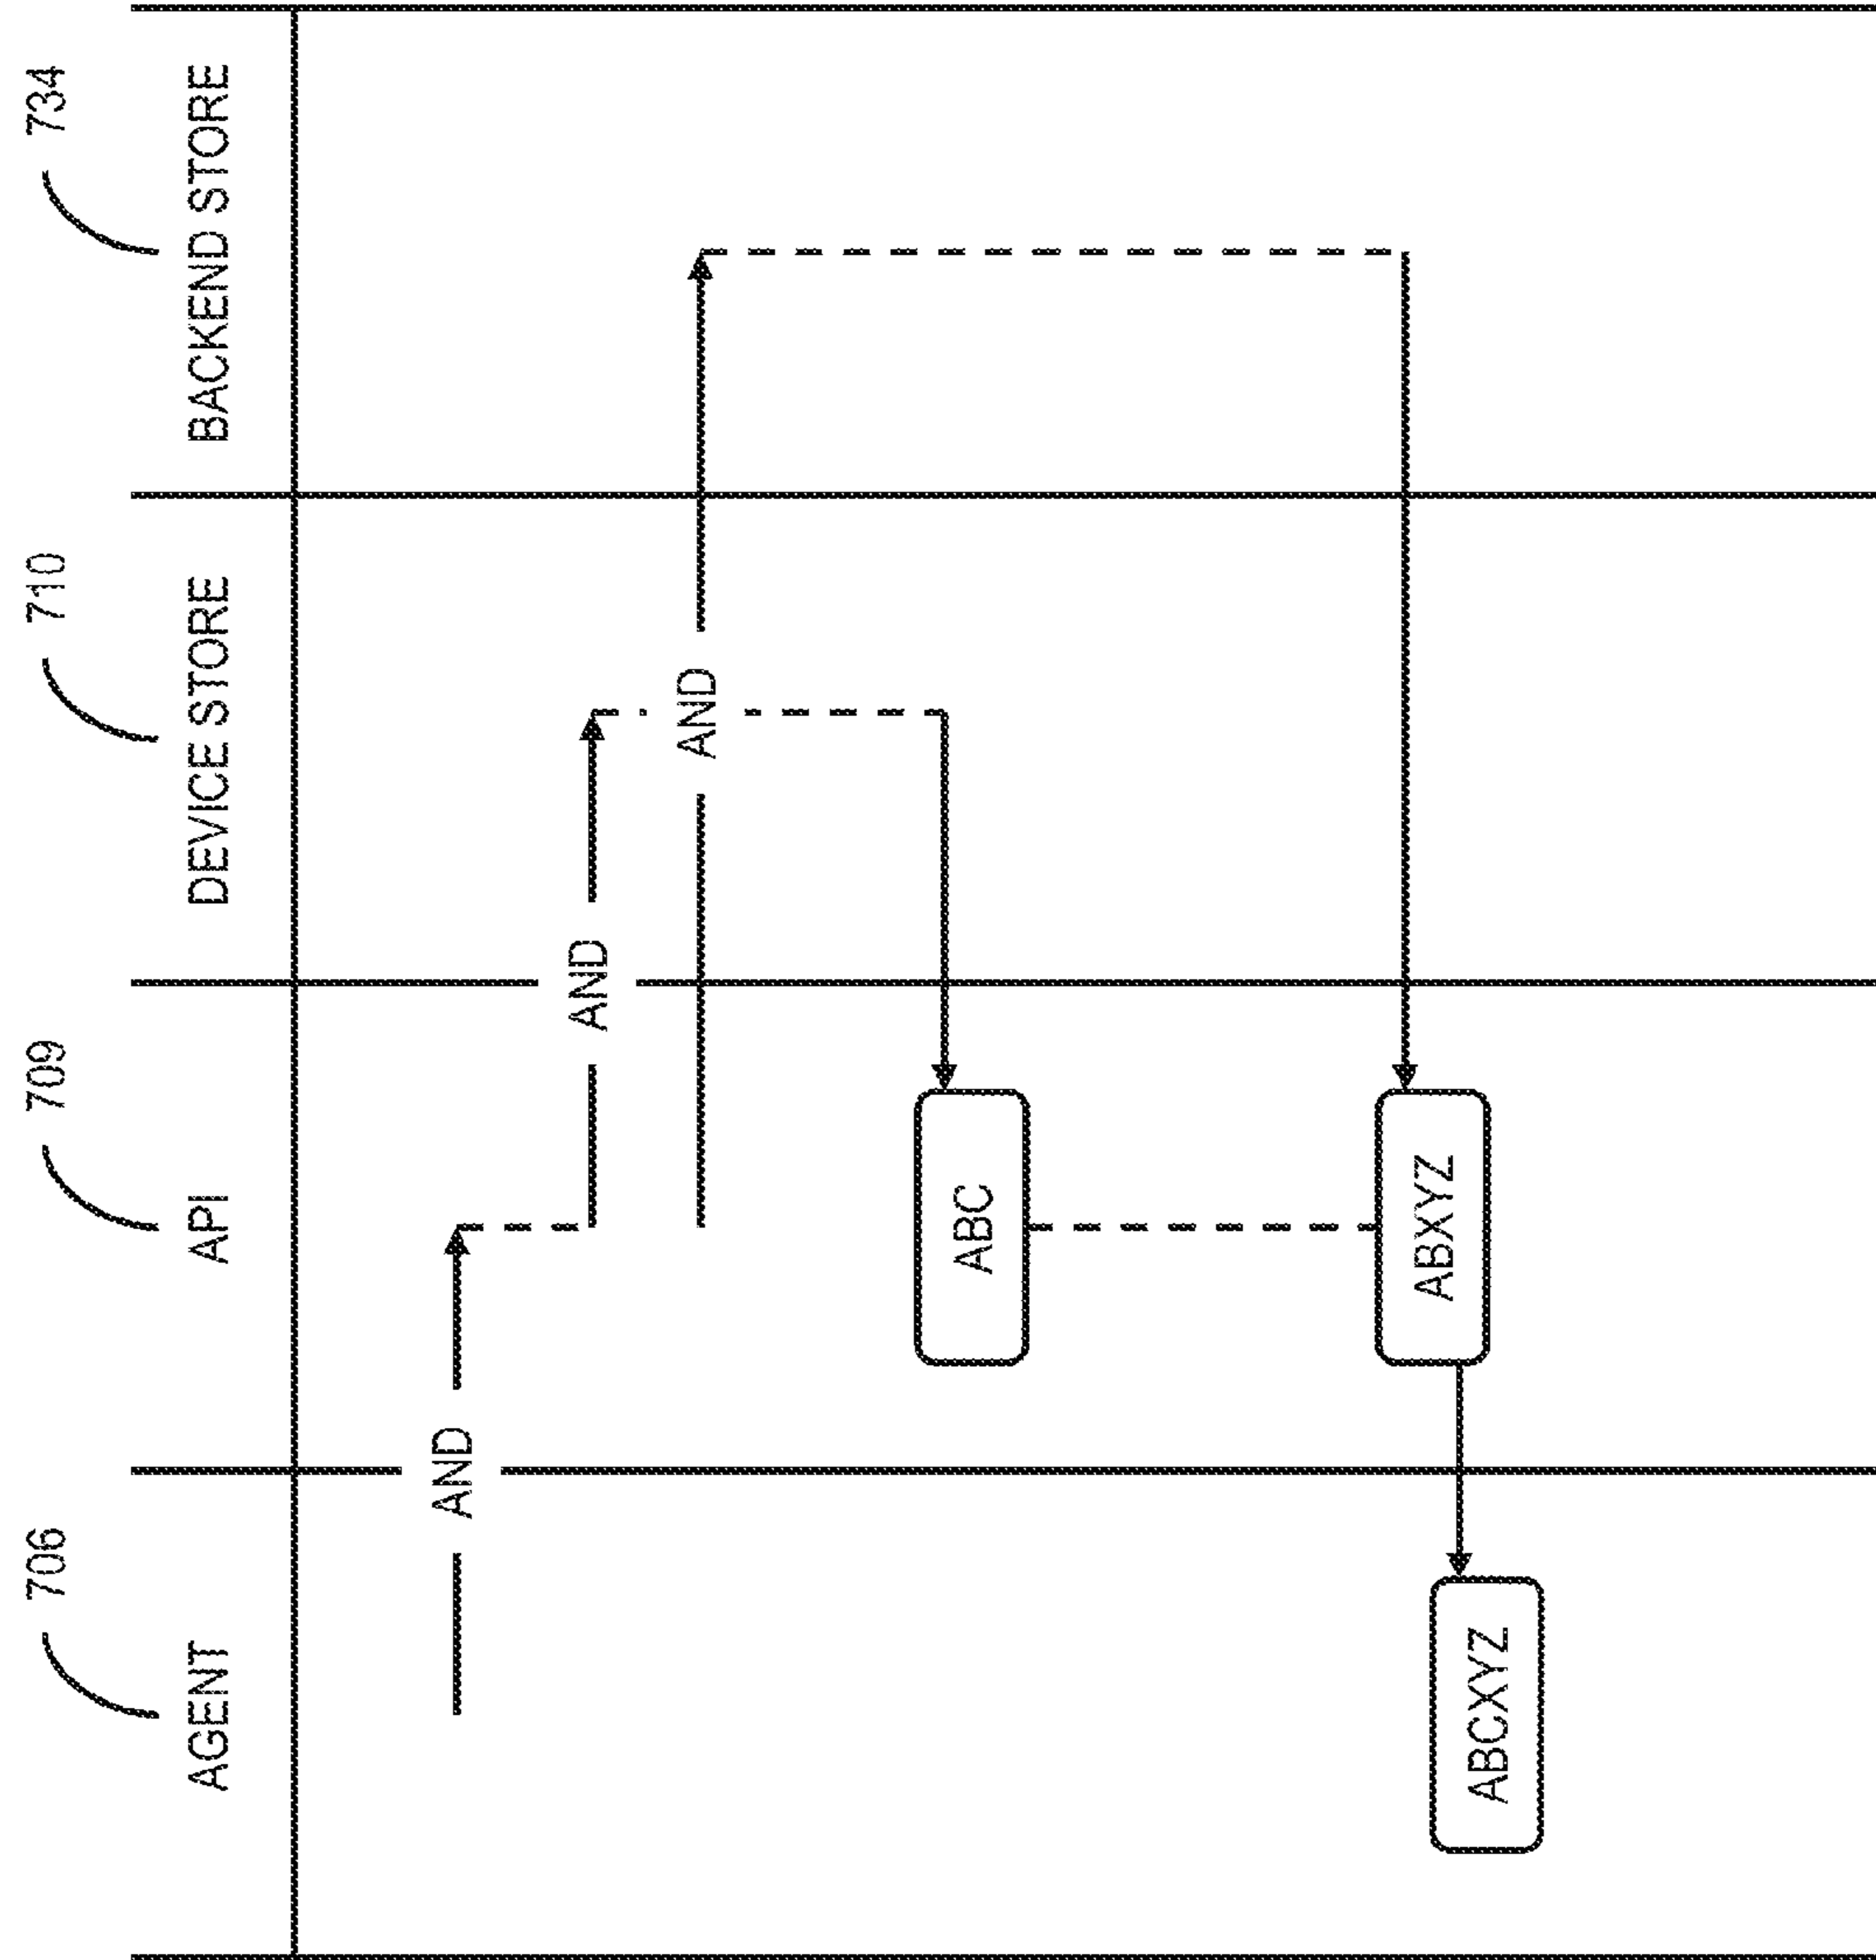 706
709
710
734
AGENT
API
DEVICE STORE
BACKEND STORE
AND
AND
AND
ABC
ABXYZ
ABCXYZ